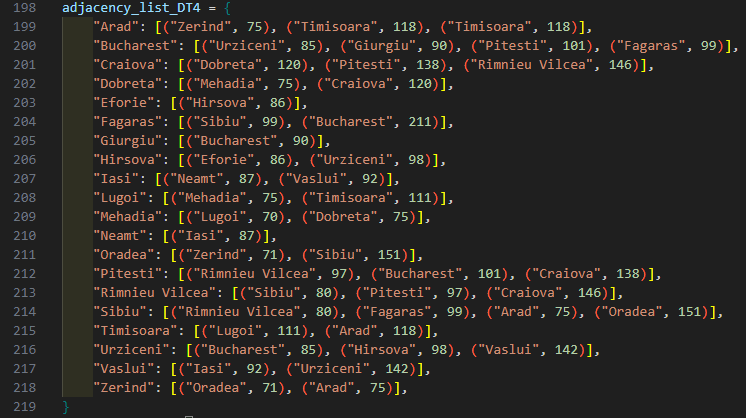 198 adjacency_list_DT4 = {
199 "Arad": [("Zerind", 75), ("Timisoara", 118), ("Timisoara", 118)],
200 "Bucharest": [("Urziceni", 85), ("Giurgiu", 90), ("Pitesti", 101), ("Fagaras", 99)],
201 "Craiova": [("Dobreta", 120), ("Pitesti", 138), ("Rimnieu Vilcea", 146)],
202 "Dobreta": [("Mehadia", 75), ("Craiova", 120)],
203 "Eforie": [("Hirsova", 86)],
204 "Fagaras": [("Sibiu", 99), ("Bucharest", 211)],
205 "Giurgiu": [("Bucharest", 90)],
206 "Hirsova": [("Eforie", 86), ("Urziceni", 98)],
207 "Iasi": [("Neamt", 87), ("Vaslui", 92)],
208 "Lugoi": [("Mehadia", 75), ("Timisoara", 111)],
209 "Mehadia": [("Lugoi", 70), ("Dobreta", 75)],
210 "Neamt": [("Iasi", 87)],
211 "Oradea": [("Zerind", 71), ("Sibiu", 151)],
212 "Pitesti": [("Rimnieu Vilcea", 97), ("Bucharest", 101), ("Craiova", 138)],
213 "Rimnieu Vilcea": [("Sibiu", 80), ("Pitesti", 97), ("Craiova", 146)],
214 "Sibiu": [("Rimnieu Vilcea", 80), ("Fagaras", 99), ("Arad", 75), ("Oradea", 151)],
215 "Timisoara": [("Lugoi", 111), ("Arad", 118)],
216 "Urziceni": [("Bucharest", 85), ("Hirsova", 98), ("Vaslui", 142)],
217 "Vaslui": [("Iasi", 92), ("Urziceni", 142)],
218 "Zerind": [("Oradea", 71), ("Arad", 75)],
219 }